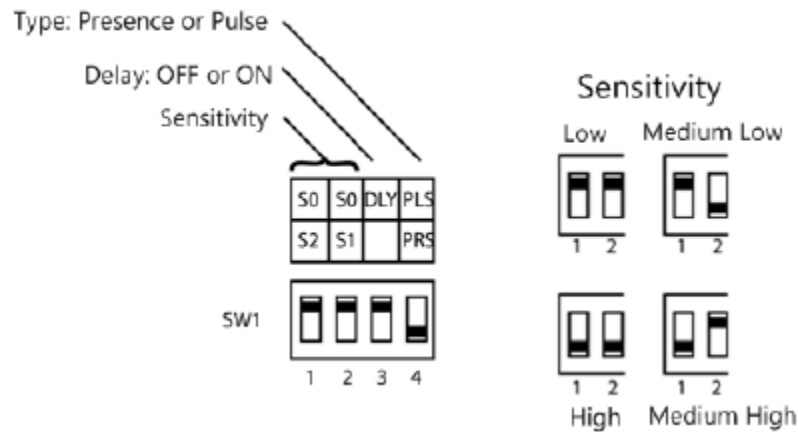 Type: Presence or Pulse
Delay: OFF or ON
Sensitivity
S0 S0 DLY PLS
S2 S1 PRS
SW1
1 2 3 4
Sensitivity
Low Medium Low
1 2 1 2
1 2 1 2
High Medium High